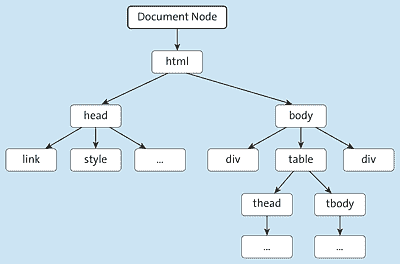 Document Node
html
head
body
link
style
...
div
table
div
thead
tbody
...
...